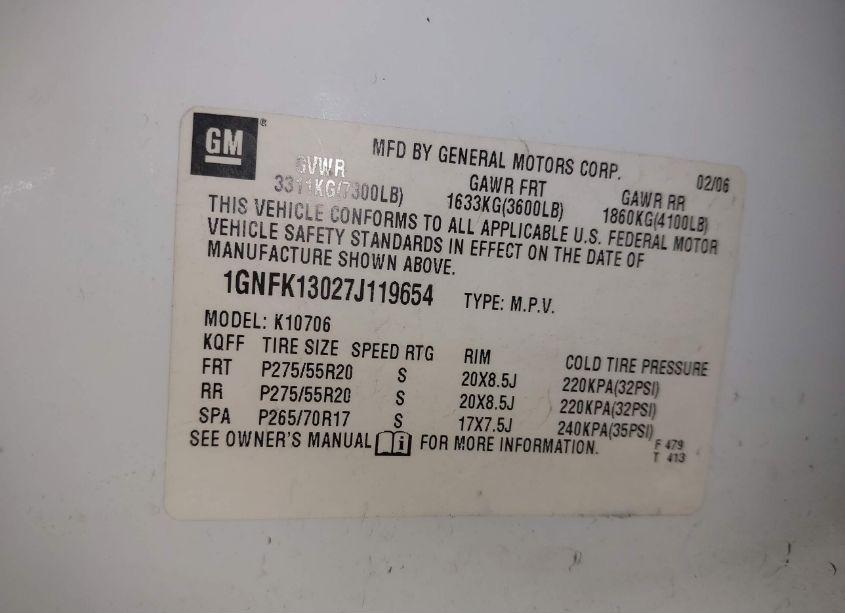 GM®
MFD BY GENERAL MOTORS CORP. 02/06
GVWR GAWR FRT GAWR RR
3311KG(7300LB) 1633KG(3600LB) 1860KG(4100LB)
THIS VEHICLE CONFORMS TO ALL APPLICABLE U.S. FEDERAL MOTOR
VEHICLE SAFETY STANDARDS IN EFFECT ON THE DATE OF
MANUFACTURE SHOWN ABOVE.
1GNFK13027J119654 TYPE: M.P.V.
MODEL: K10706
KQFF TIRE SIZE SPEED RTG RIM COLD TIRE PRESSURE
FRT P275/55R20 S 20X8.5J 220KPA(32PSI)
RR P275/55R20 S 20X8.5J 220KPA(32PSI)
SPA P265/70R17 S 17X7.5J 240KPA(35PSI)
SEE OWNER'S MANUAL i FOR MORE INFORMATION. F 479
T 413